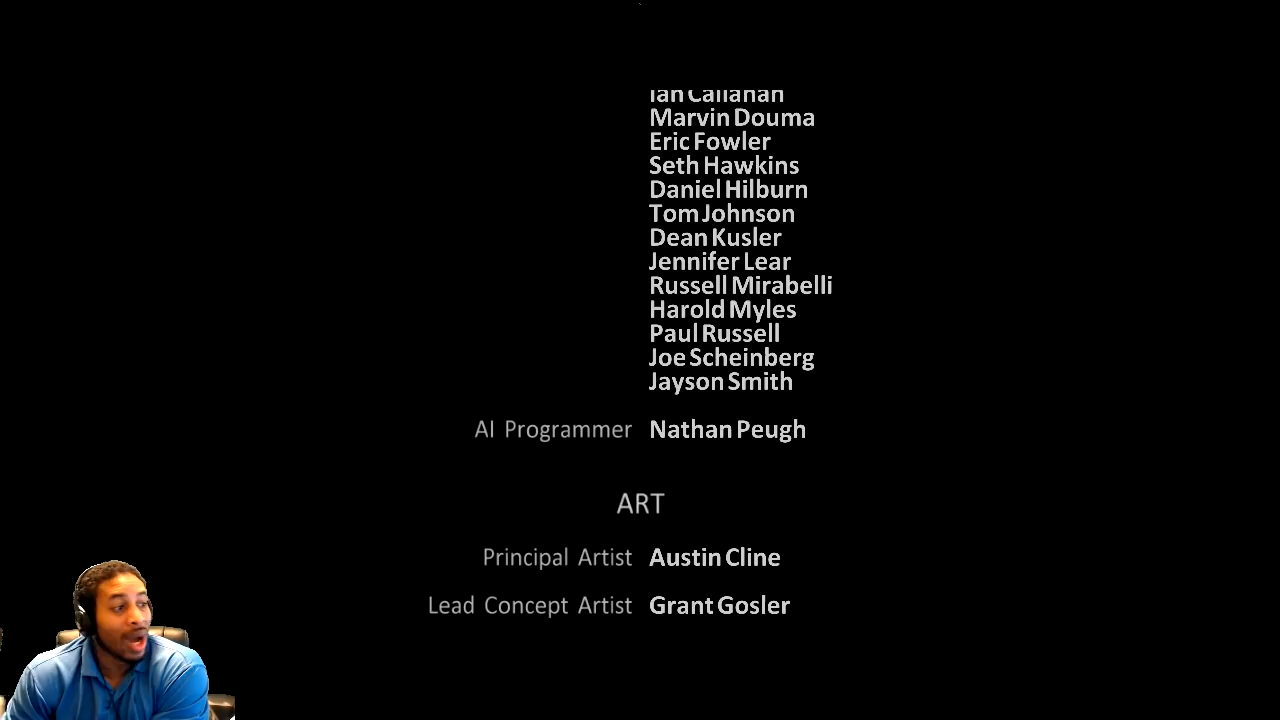 Ian Callahan
Marvin Douma
Eric Fowler
Seth Hawkins
Daniel Hilburn
Tom Johnson
Dean Kusler
Jennifer Lear
Russell Mirabelli
Harold Myles
Paul Russell
Joe Scheinberg
Jayson Smith
AI Programmer Nathan Peugh
ART
Principal Artist Austin Cline
Lead Concept Artist Grant Gosler